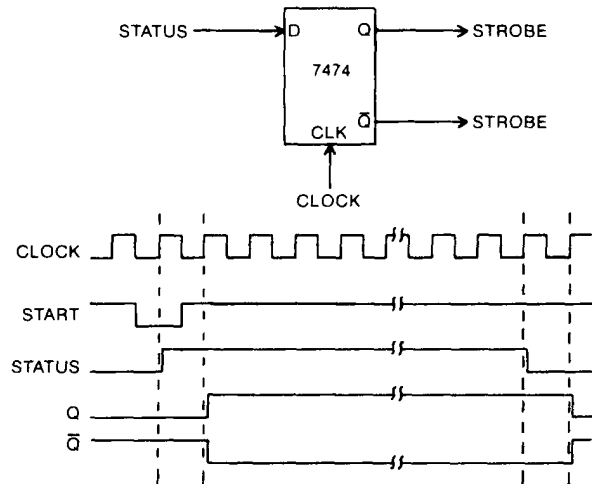 STATUS D Q STROBE
7474
Q̅ STROBE
CLK
CLOCK
CLOCK
START
STATUS
Q
Q̅